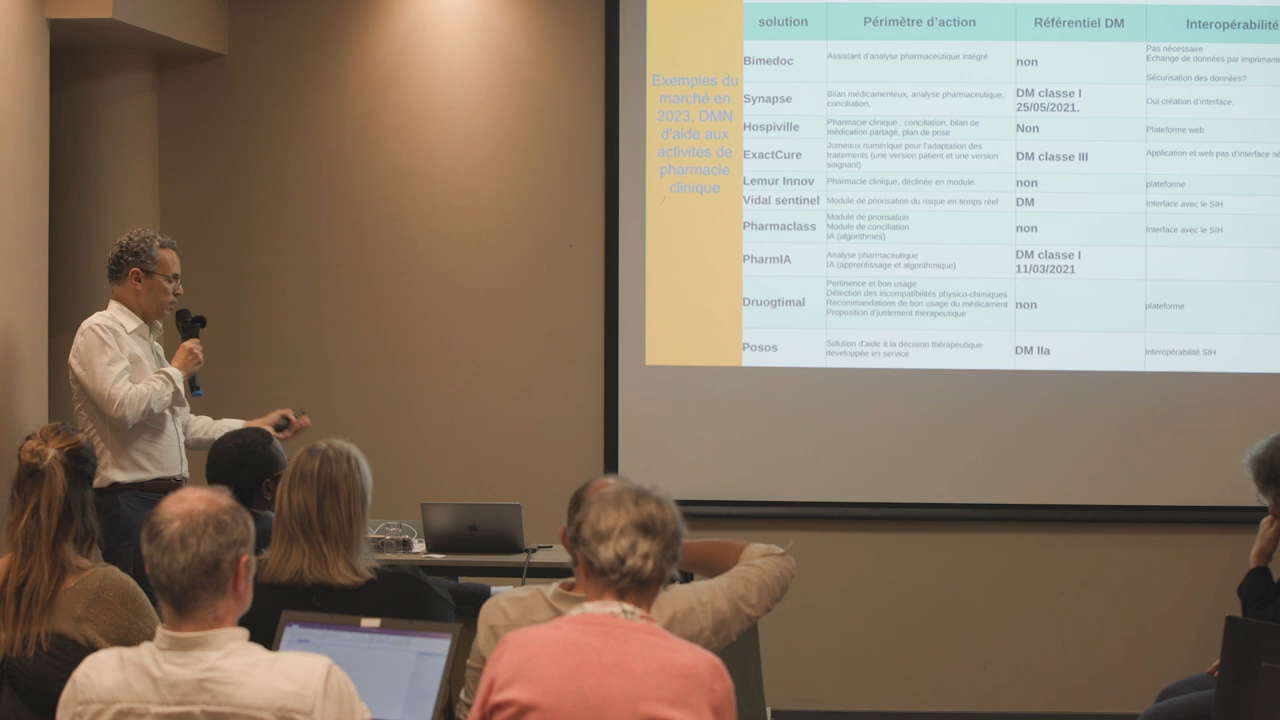 solution Périmètre d'action Référentiel DM Interopérabilité
Exemples du
marché en
2023, DMN
d'aide aux
activités de
pharmacie
clinique
Bimedoc
Assistant d'analyse pharmaceutique intégré
non
Pas nécessaire
Échange de données par imprimante
Sécurisation des données?
Synapse
Bilan médicamenteux, analyse pharmaceutique,
conciliation,
DM classe I
25/05/2021.
Oui création d'interface.
Hospiville
Pharmacie clinique : conciliation, bilan de
médication partagé, plan de prise
Non
Plateforme web
ExactCure
Jumeaux numérique pour l'adaptation des
traitements (une version patient et une version
soignant)
DM classe III
Application et web pas d'interface
Lemur Innov
Pharmacie clinique, déclinée en module.
non
plateforme
Vidal sentinel
Module de priorisation du risque en temps réel
DM
Interface avec le SIH
Pharmaclass
Module de priorisation
Module de conciliation
IA (algorithmes)
non
Interface avec le SIH
PharmIA
Analyse pharmaceutique
IA (apprentissage et algorithmique)
DM classe I
11/03/2021
Druogtimal
Pertinence et bon usage
Détection des incompatibilités physico-chimiques
Recommandations de bon usage du médicament
Proposition d'justement thérapeutique
non
plateforme
Posos
Solution d'aide à la décision thérapeutique
développée en service
DM IIa
Interopérabilité SIH